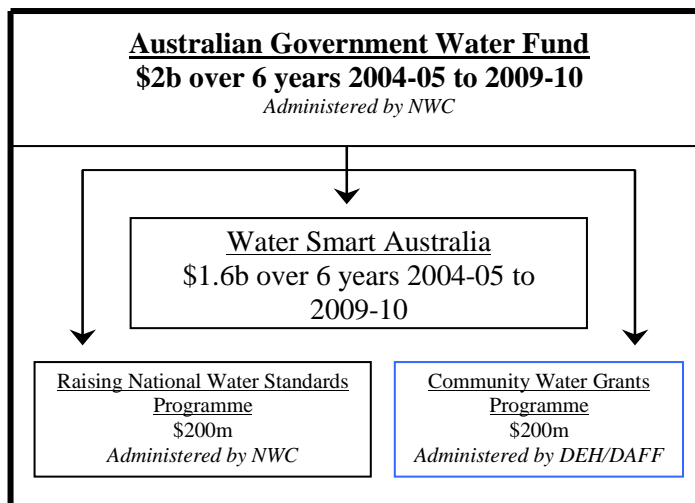 Australian Government Water Fund
$2b over 6 years 2004-05 to 2009-10
Administered by NWC
Water Smart Australia
$1.6b over 6 years 2004-05 to
2009-10
Raising National Water Standards
Programme
$200m
Administered by NWC
Community Water Grants
Programme
$200m
Administered by DEH/DAFF